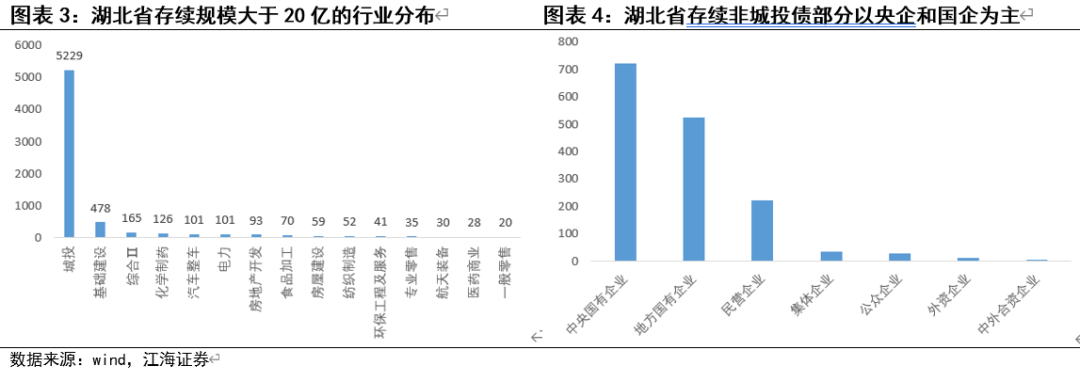 图表 3：湖北省存续规模大于 20 亿的行业分布
6000
5000
4000
3000
2000
1000
0
5229
478
165
126
101
101
93
70
59
52
41
35
30
28
20
城投
基础建设
综合Ⅱ
化学制药
汽车整车
电力
房地产开发
食品加工
房屋建设
纺织制造
环保工程及服务
专业零售
航天装备
医药商业
一般零售
图表 4：湖北省存续非城投债部分以央企和国企为主
800
700
600
500
400
300
200
100
0
中央国有企业
地方国有企业
民营企业
集体企业
公众企业
外资企业
中外合资企业
数据来源：wind，江海证券